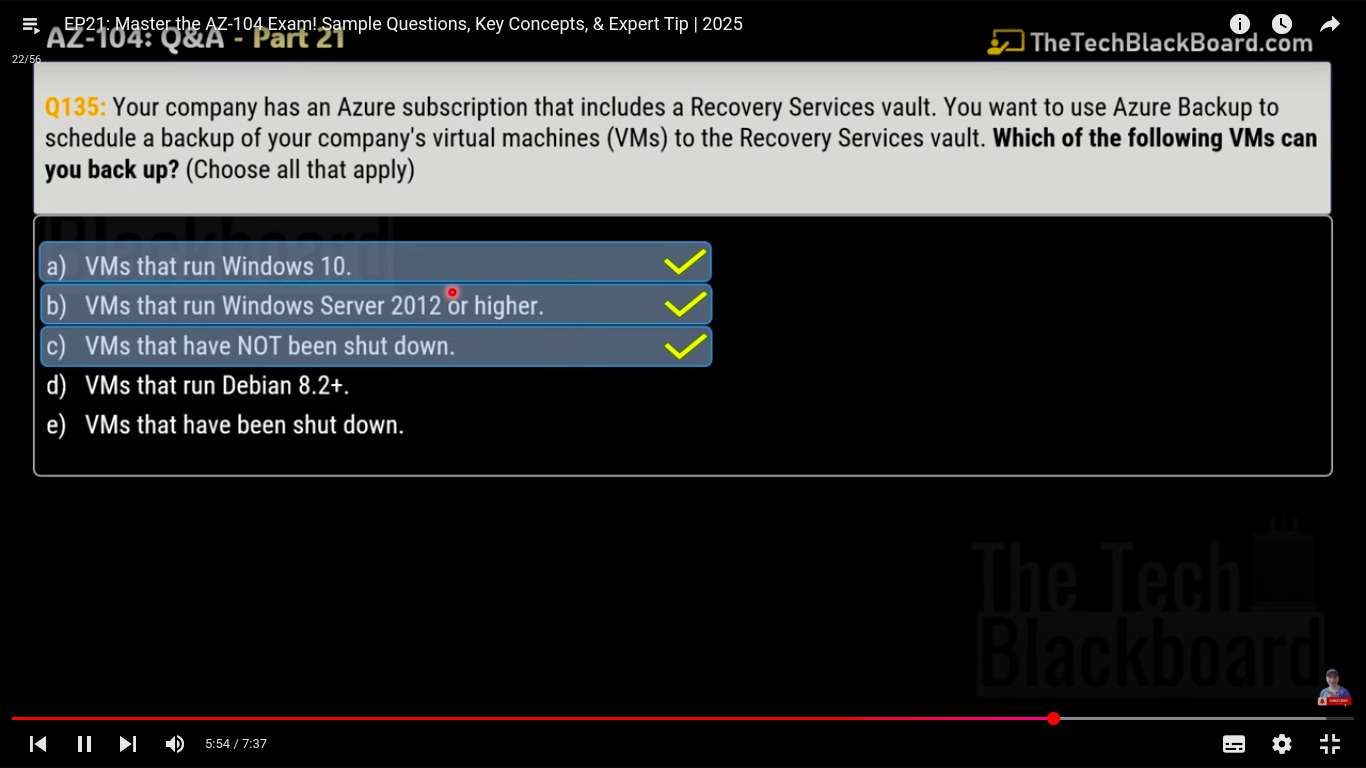 EP21: Master the AZ-104 Exam! Sample Questions, Key Concepts, & Expert Tip | 2025
AZ-104: Q&A - Part 21
TheTechBlackBoard.com
22/56
Q135: Your company has an Azure subscription that includes a Recovery Services vault. You want to use Azure Backup to
schedule a backup of your company's virtual machines (VMs) to the Recovery Services vault. Which of the following VMs can
you back up? (Choose all that apply)
Blackboard
a) VMs that run Windows 10.
b) VMs that run Windows Server 2012 or higher.
c) VMs that have NOT been shut down.
d) VMs that run Debian 8.2+.
e) VMs that have been shut down.
The Tech
Blackboard
5:54 / 7:37